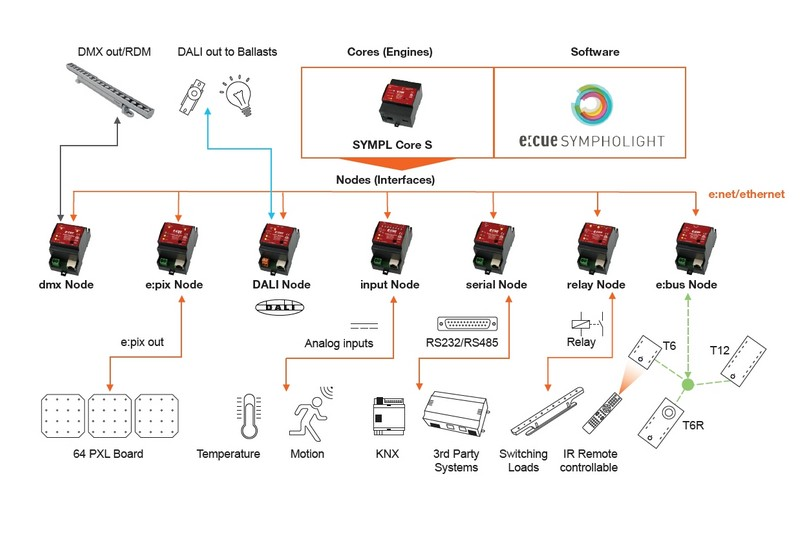 DMX out/RDM
DALI out to Ballasts
Cores (Engines)
Software
SYMPL Core S
e:cue SYMPHOLIGHT
Nodes (Interfaces)
e:net/ethernet
dmx Node
e:pix Node
DALI Node
input Node
serial Node
relay Node
e:bus Node
DALI
e:pix out
Analog inputs
RS232/RS485
Relay
T6
T12
T6R
64 PXL Board
Temperature
Motion
KNX
3rd Party
Systems
Switching
Loads
IR Remote
controllable